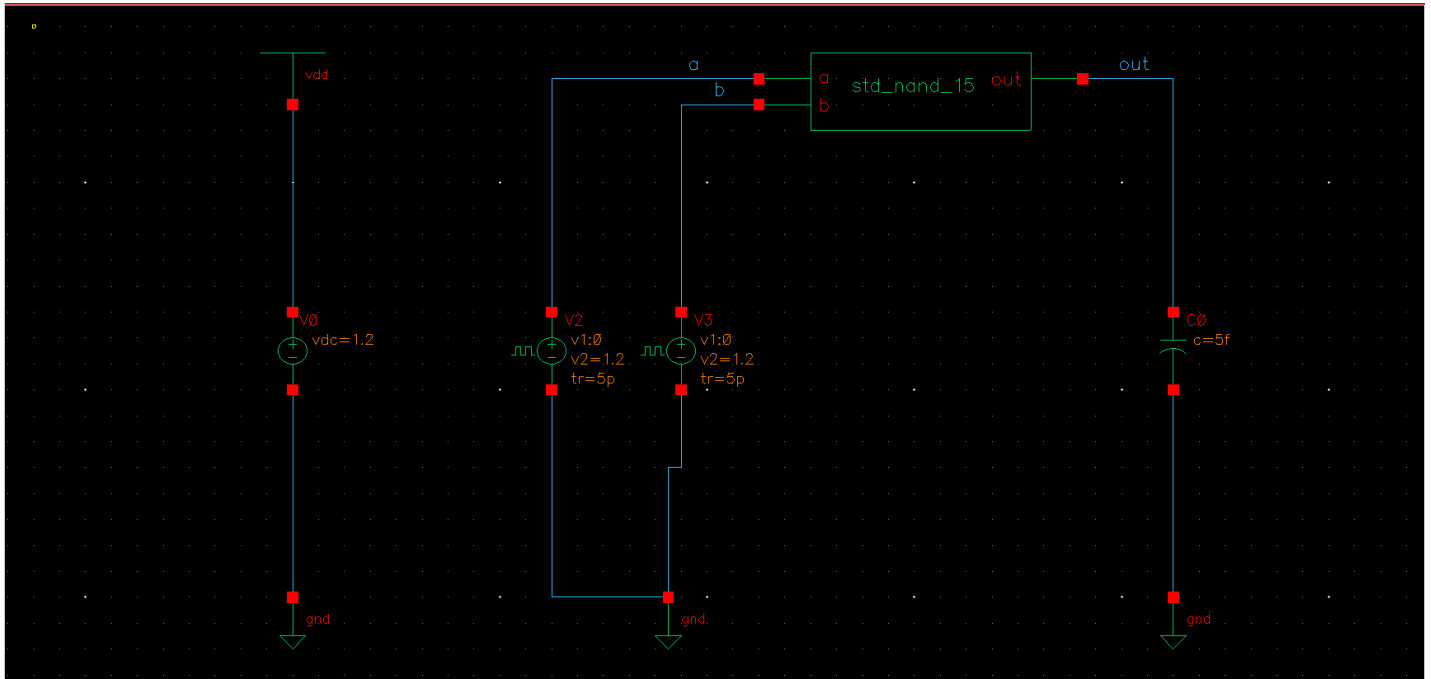 vdd
a
b
a
b
std_nand_15
out
out
V0
vdc=1.2
V2
v1:0
v2=1.2
tr=5p
V3
v1:0
v2=1.2
tr=5p
C0
c=5f
gnd
gnd
gnd